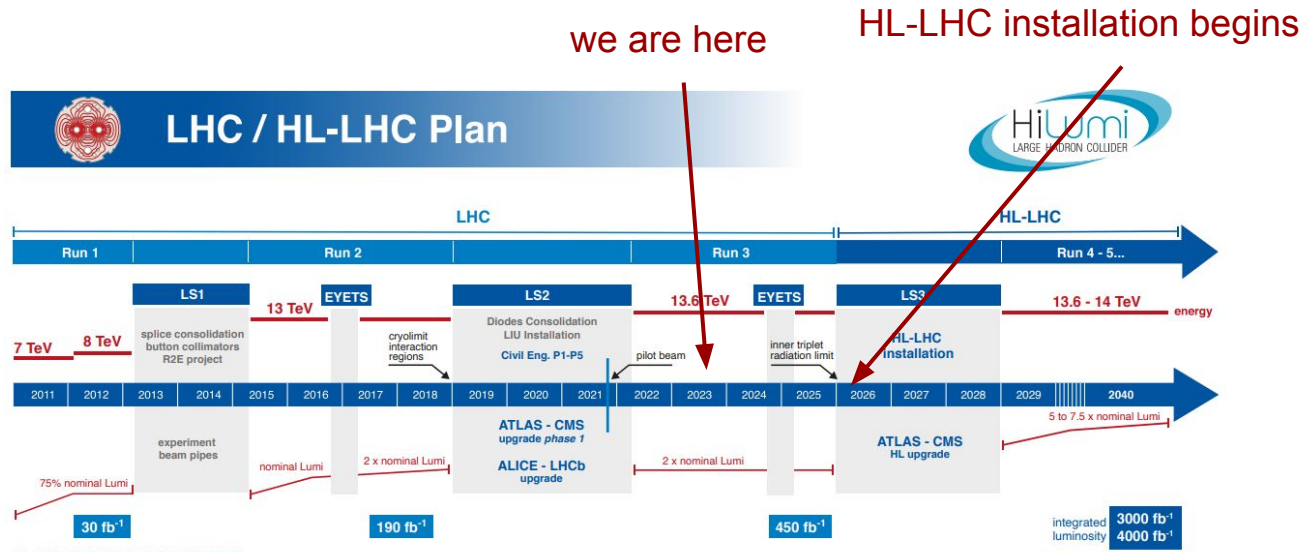 we are here
HL-LHC installation begins
LHC / HL-LHC Plan
HiLumi
LARGE HADRON COLLIDER
LHC
HL-LHC
Run 1
Run 2
Run 3
Run 4 - 5...
LS1
EYETS
LS2
EYETS
LS3
7 TeV
8 TeV
13 TeV
13.6 TeV
13.6 - 14 TeV
energy
splice consolidation
button collimators
R2E project
cryolimit
interaction
regions
Diodes Consolidation
LIU Installation
Civil Eng. P1-P5
pilot beam
inner triplet
radiation limit
HL-LHC
installation
2011 2012 2013 2014 2015 2016 2017 2018 2019 2020 2021 2022 2023 2024 2025 2026 2027 2028 2029 2040
experiment
beam pipes
75% nominal Lumi
nominal Lumi
2 x nominal Lumi
ATLAS - CMS
upgrade phase 1
ALICE - LHCb
upgrade
2 x nominal Lumi
ATLAS - CMS
HL upgrade
5 to 7.5 x nominal Lumi
30 fb⁻¹
190 fb⁻¹
450 fb⁻¹
integrated
luminosity
3000 fb⁻¹
4000 fb⁻¹